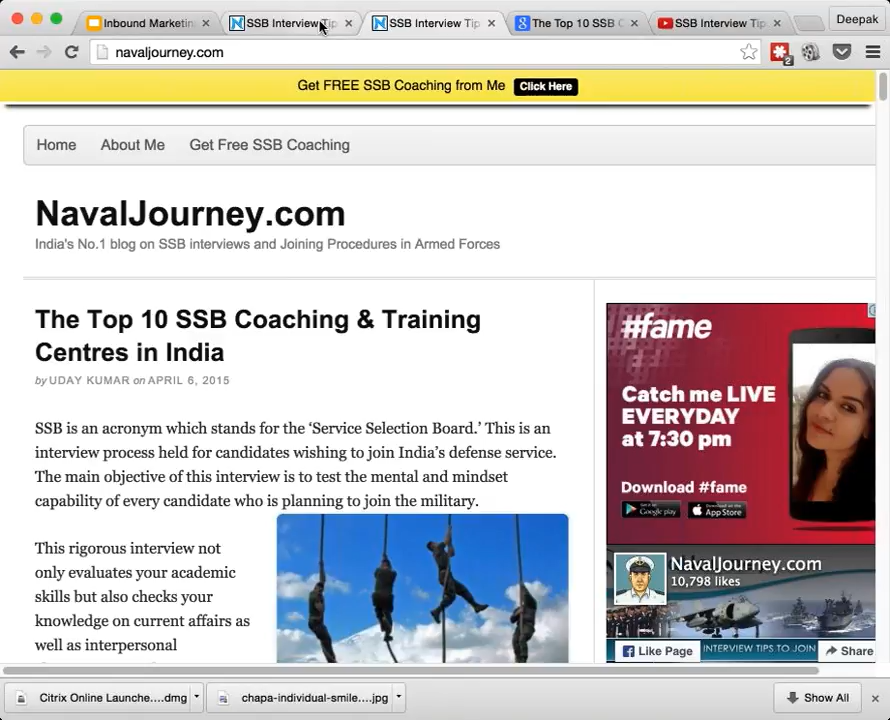 Inbound Marketin
SSB Interview Tip
SSB Interview Tip
The Top 10 SSB C
SSB Interview Tip
Deepak
navaljourney.com
2
Get FREE SSB Coaching from Me Click Here
Home About Me Get Free SSB Coaching
NavalJourney.com
India's No.1 blog on SSB interviews and Joining Procedures in Armed Forces
The Top 10 SSB Coaching & Training
Centres in India
by UDAY KUMAR on APRIL 6, 2015
SSB is an acronym which stands for the ‘Service Selection Board.’ This is an
interview process held for candidates wishing to join India’s defense service.
The main objective of this interview is to test the mental and mindset
capability of every candidate who is planning to join the military.
This rigorous interview not
only evaluates your academic
skills but also checks your
knowledge on current affairs as
well as interpersonal
#fame
Catch me LIVE
EVERYDAY
at 7:30 pm
Download #fame
Google play
App Store
NavalJourney.com
10,798 likes
Like Page
INTERVIEW TIPS TO JOIN
Share
Citrix Online Launche....dmg
chapa-individual-smile....jpg
Show All